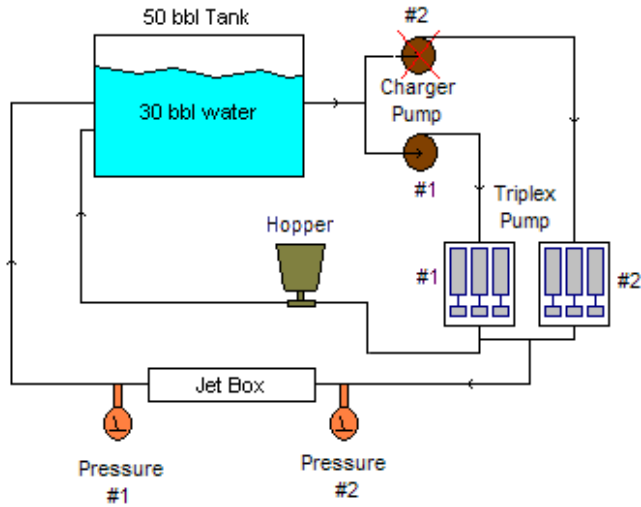 50 bbl Tank
30 bbl water
#2
Charger
Pump
#1
Triplex
Pump
#1
#2
Hopper
Jet Box
Pressure
#1
Pressure
#2